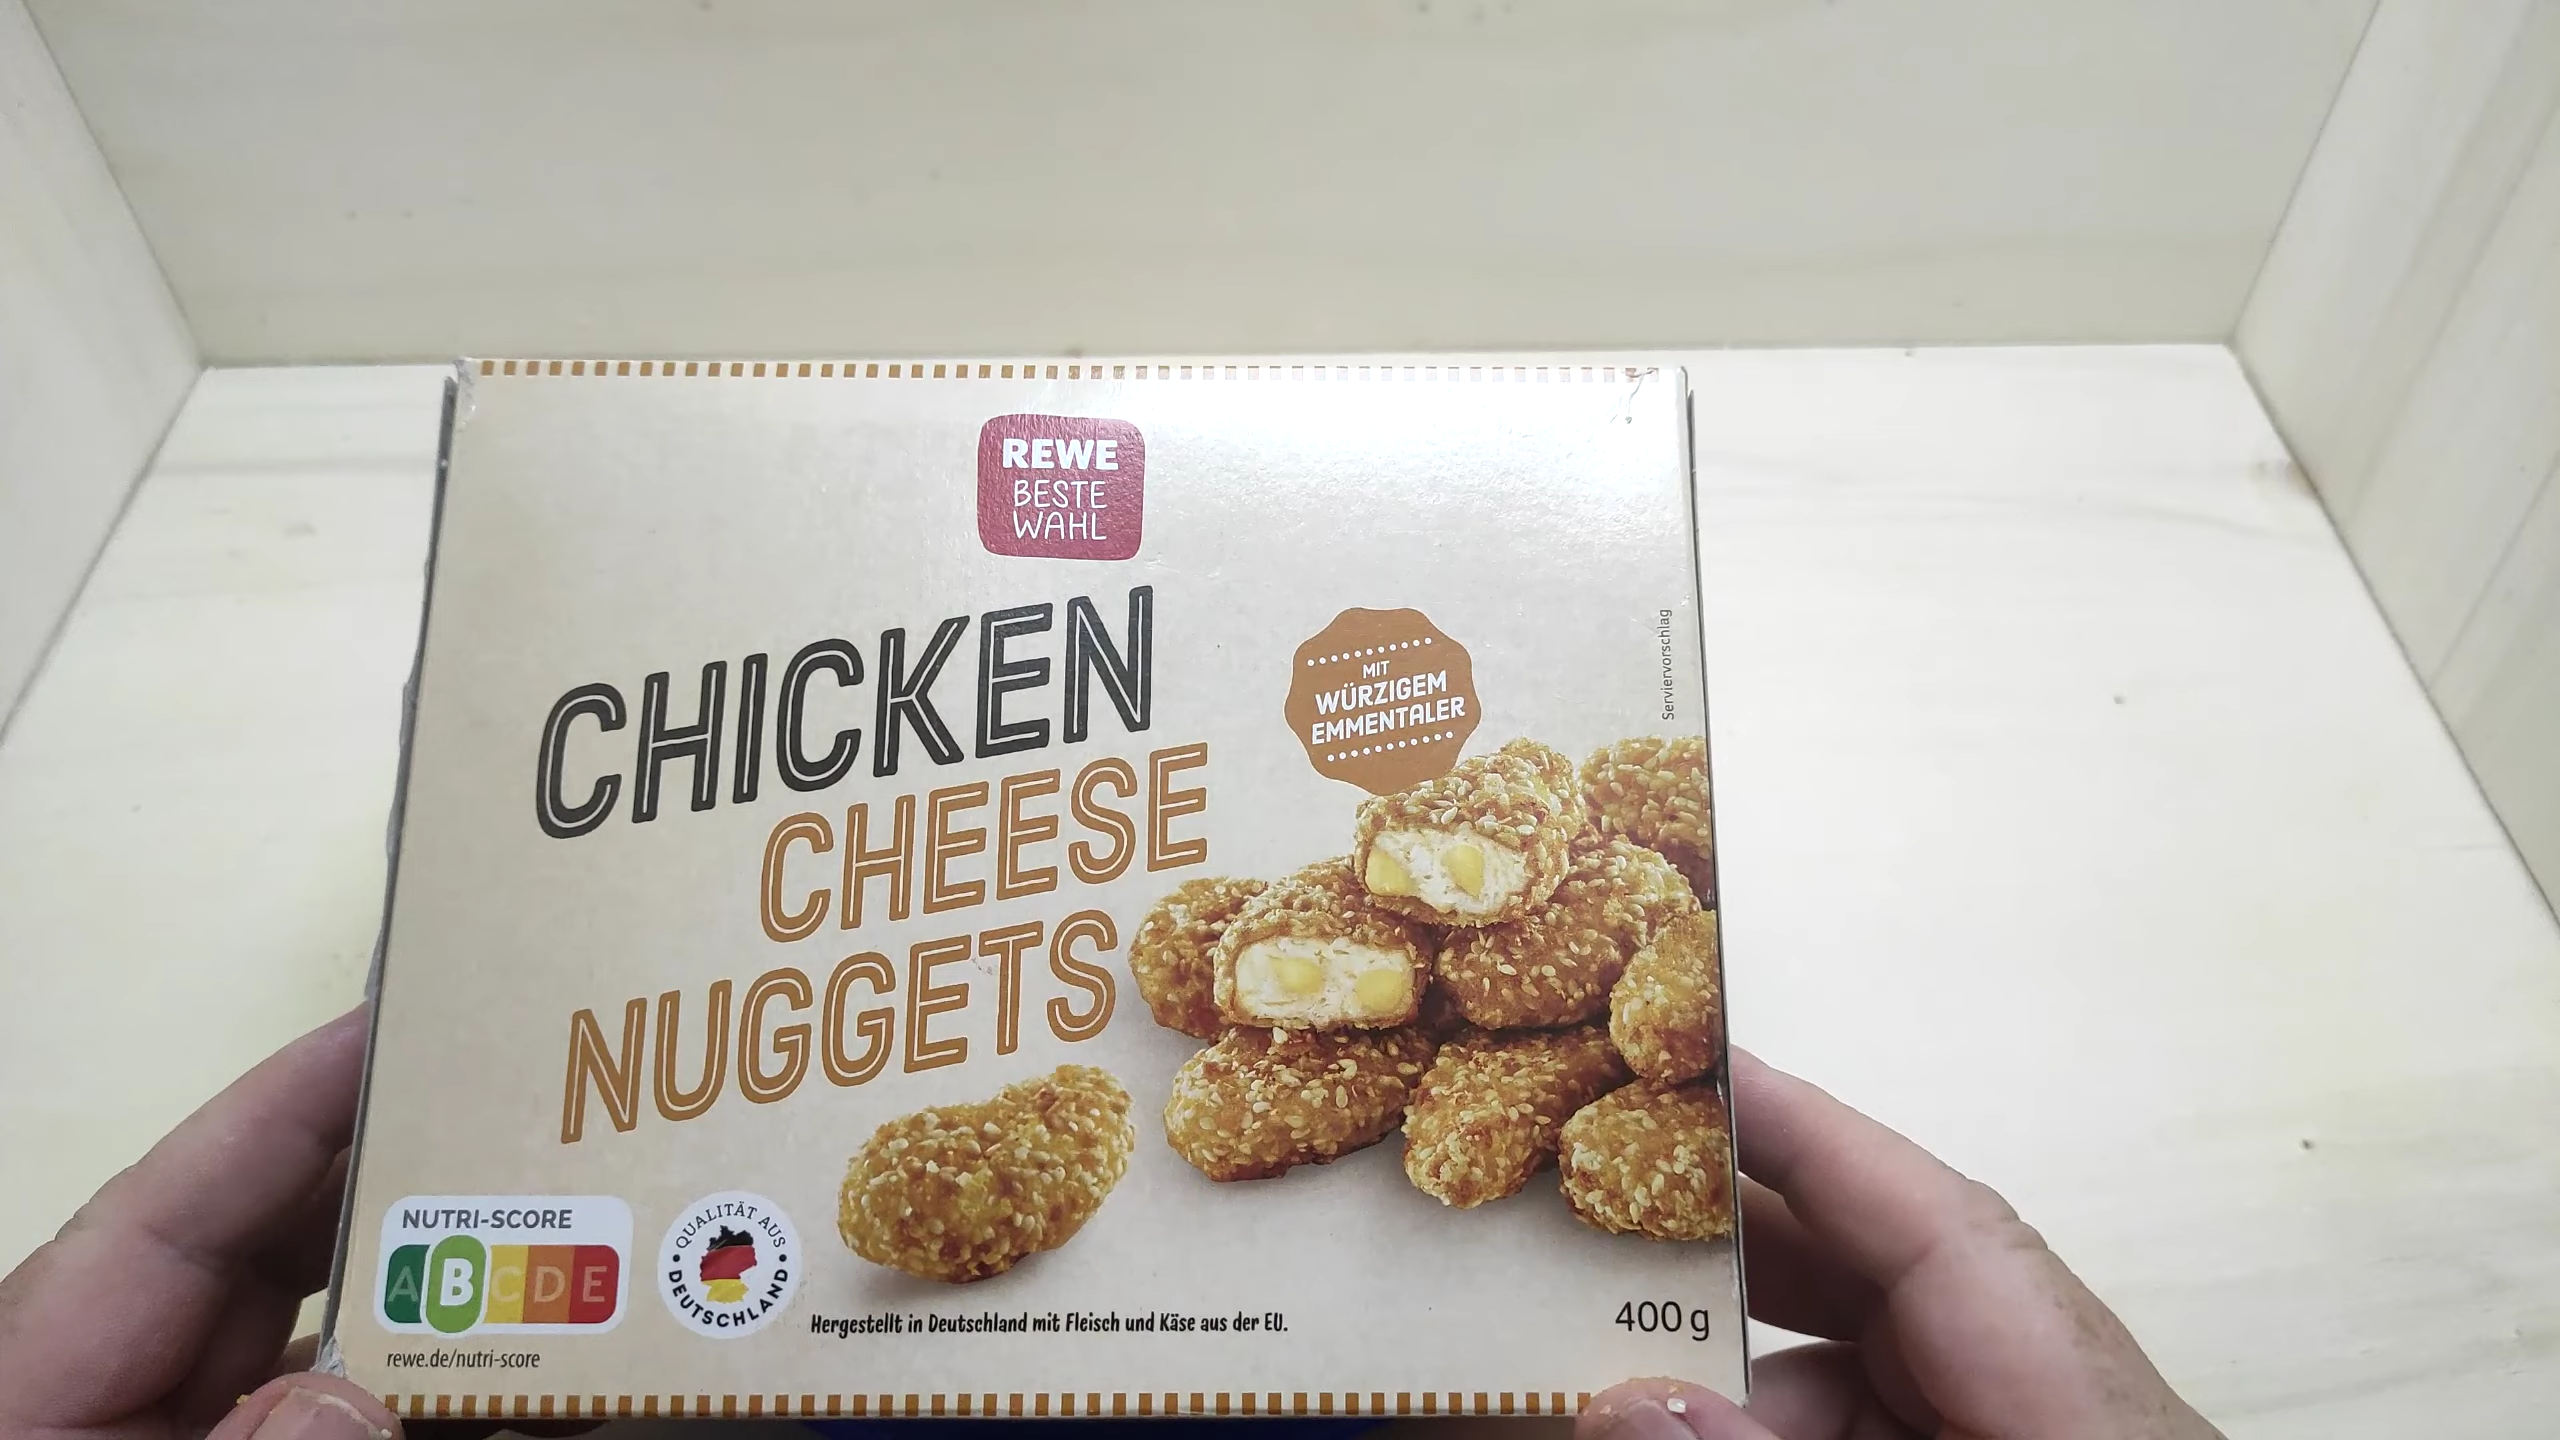 REWE
BESTE
WAHL
CHICKEN
CHEESE
NUGGETS
MIT
WÜRZIGEM
EMMENTALER
Serviervorschlag
NUTRI-SCORE
A B C D E
rewe.de/nutri-score
QUALITÄT AUS
DEUTSCHLAND
Hergestellt in Deutschland mit Fleisch und Käse aus der EU.
400 g